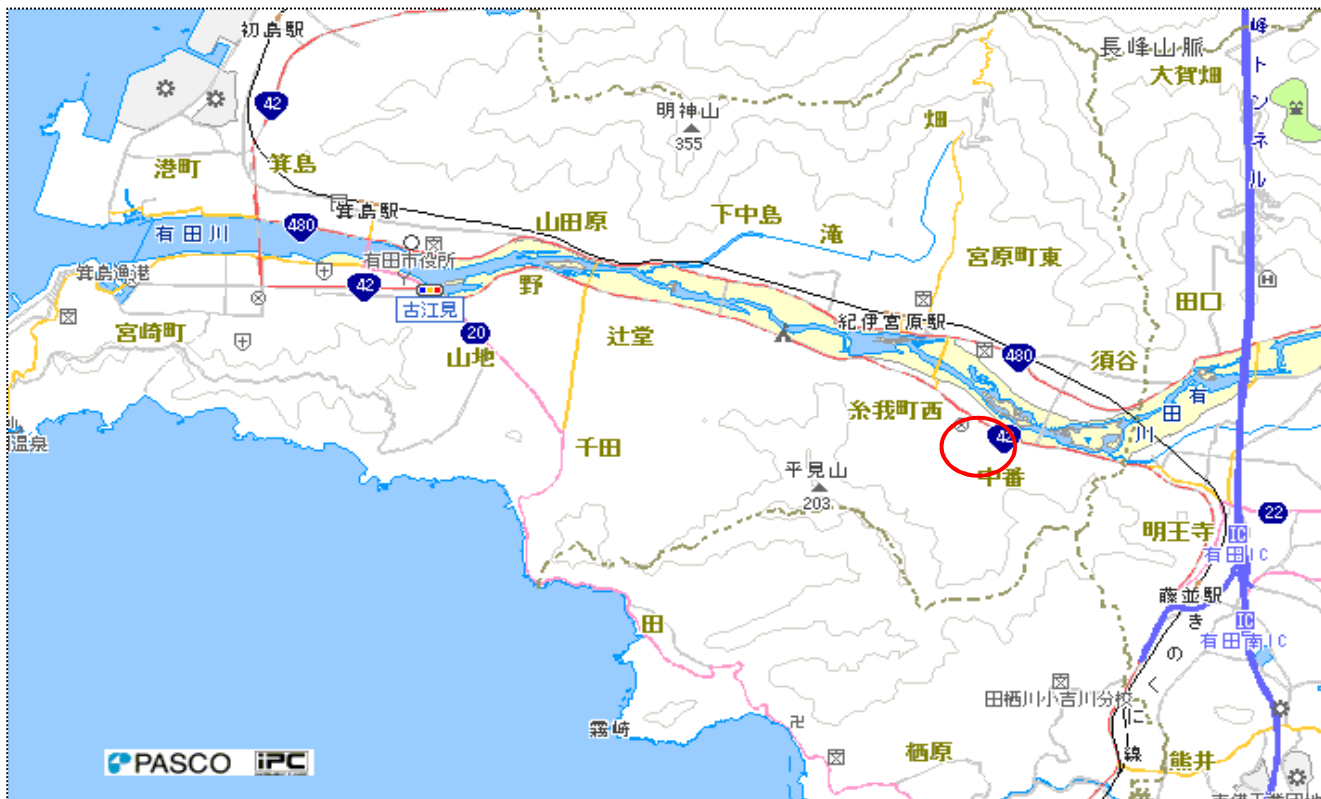 初島駅
峰トンネル
長峰山脈
大賀畑
42
明神山
355
畑
港町
箕島
箕島駅
山田原
下中島
滝
480
有田川
有田市役所
宮原町東
箕島漁港
42
古江見
野
田口
紀伊宮原駅
宮崎町
20
山地
辻堂
480
須谷
有田川
糸我町西
温泉
千田
42
中番
平見山
203
22
明王寺
IC
有田IC
藤並駅
田
IC
有田南IC
きのくに線
田栖川小吉川分校
霧崎
卍
栖原
熊井
PASCO
iPC